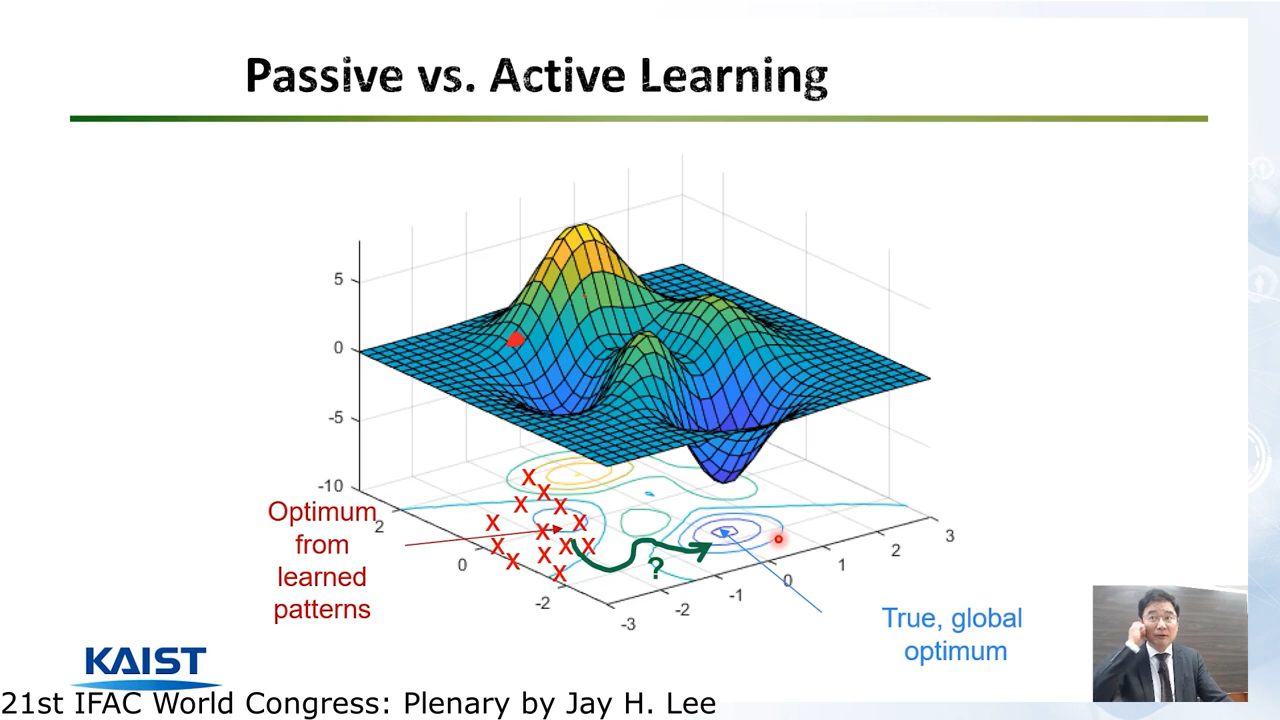 Passive vs. Active Learning
5
0
-5
-10
2
0
-2
-3
-2
-1
0
1
2
3
X
X
X
X
X
X
X
X
X
X
X
X
X
X
Optimum
from
learned
patterns
?
True, global
optimum
KAIST
21st IFAC World Congress: Plenary by Jay H. Lee